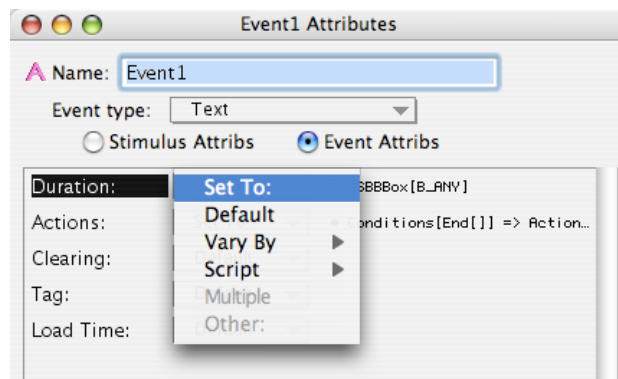 Event1 Attributes
A Name: Event1
Event type: Text
Stimulus Attribs Event Attribs
Duration: Set To: SBBBox[B_ANY]
Actions: Default Conditions[End[]] => Action…
Clearing: Vary By
Script
Tag: Multiple
Load Time: Other: